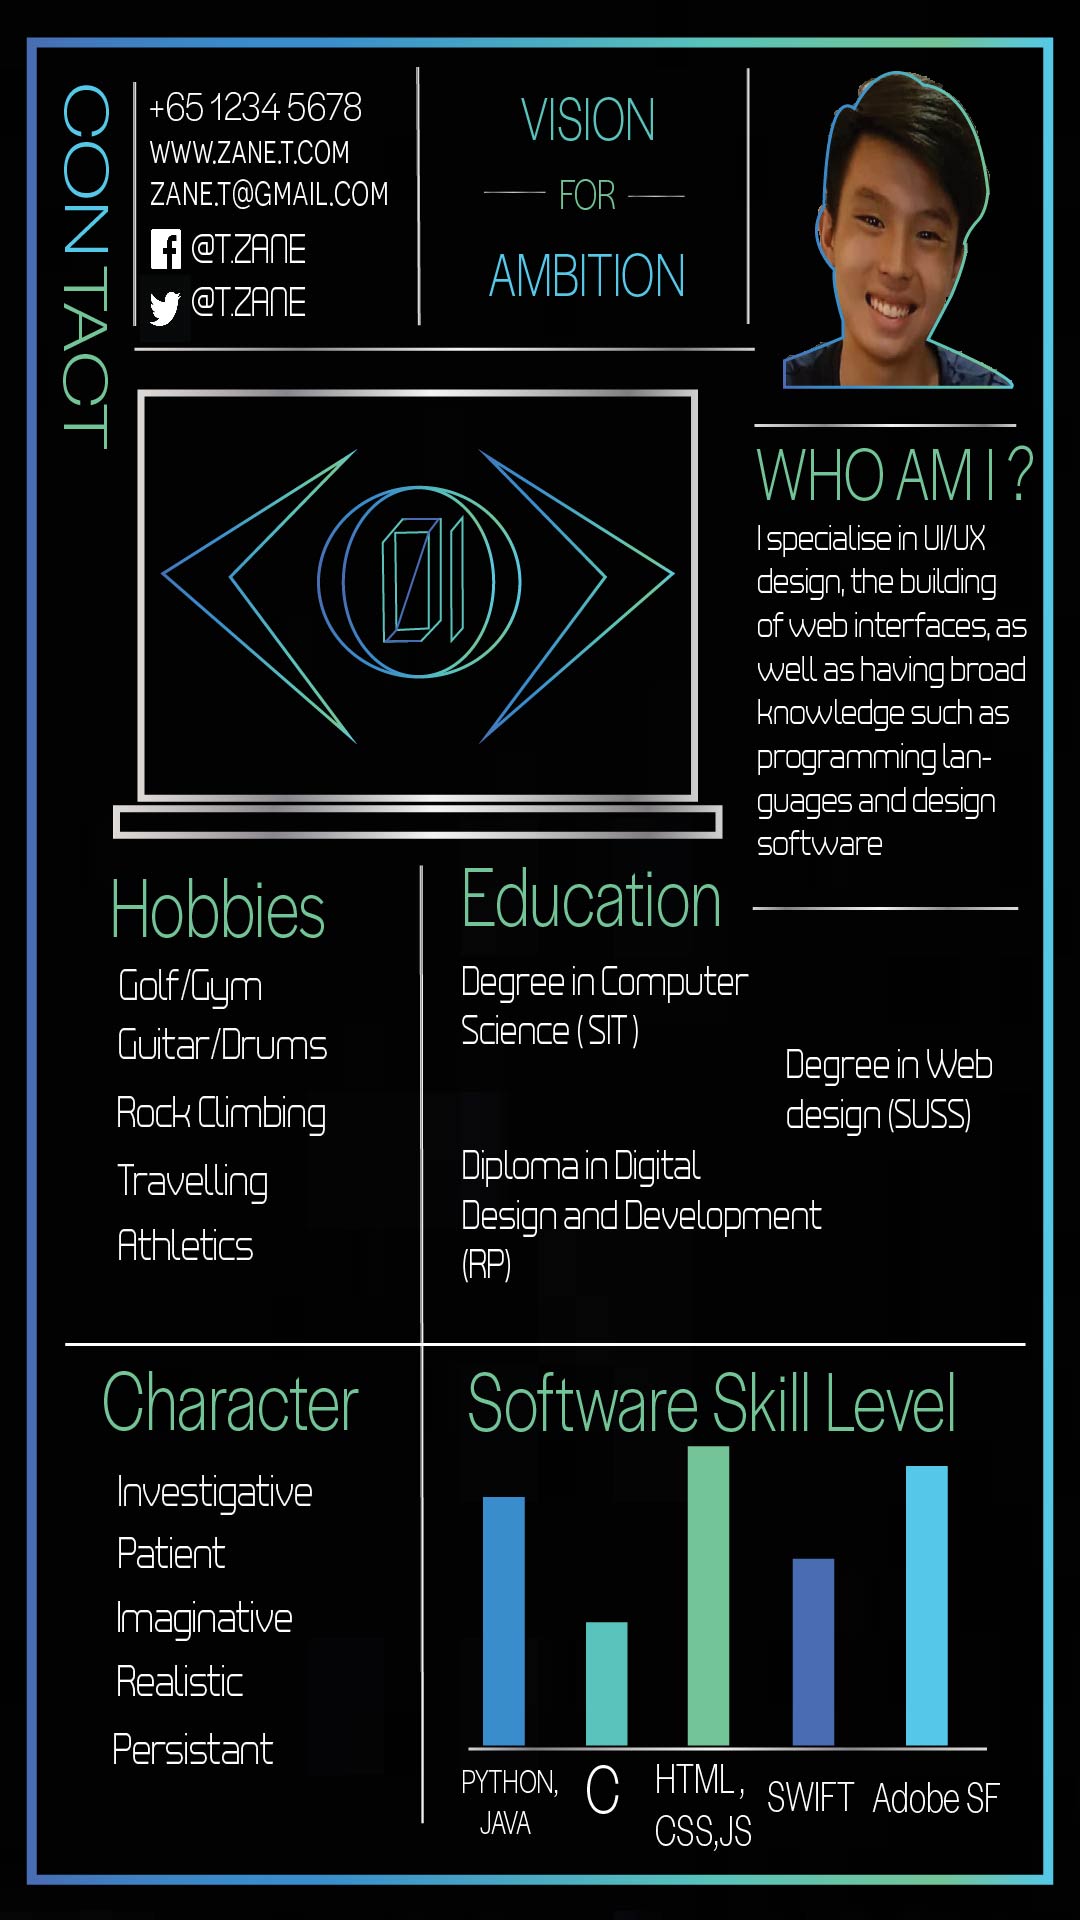 CONTACT
+65 1234 5678
WWW.ZANE.T.COM
ZANE.T@GMAIL.COM
@T.ZANE
@T.ZANE
VISION
FOR
AMBITION
01
WHO AM I ?
I specialise in UI/UX
design, the building
of web interfaces, as
well as having broad
knowledge such as
programming lan-
guages and design
software
Hobbies
Golf/Gym
Guitar/Drums
Rock Climbing
Travelling
Athletics
Education
Degree in Computer
Science ( SIT )
Degree in Web
design (SUSS)
Diploma in Digital
Design and Development
(RP)
Character
Investigative
Patient
Imaginative
Realistic
Persistant
Software Skill Level
PYTHON,
JAVA
C
HTML ,
CSS,JS
SWIFT
Adobe SF